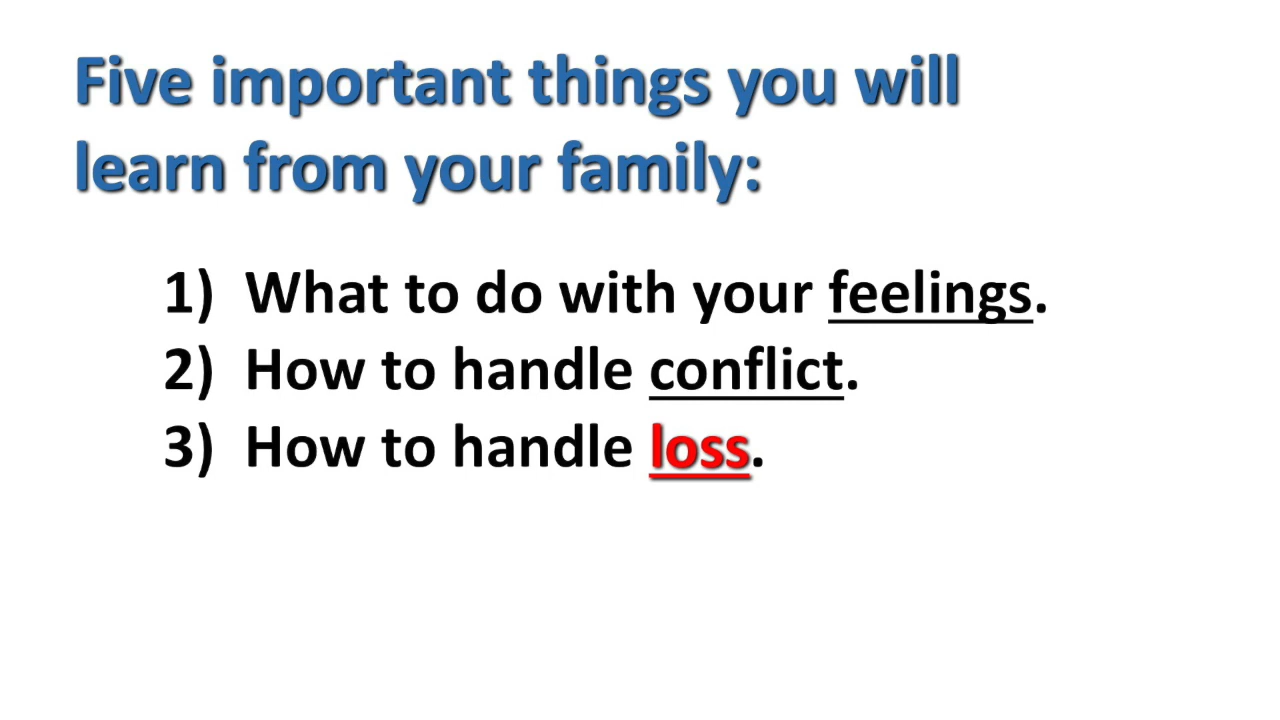 Five important things you will
learn from your family:
1) What to do with your feelings.
2) How to handle conflict.
3) How to handle loss.